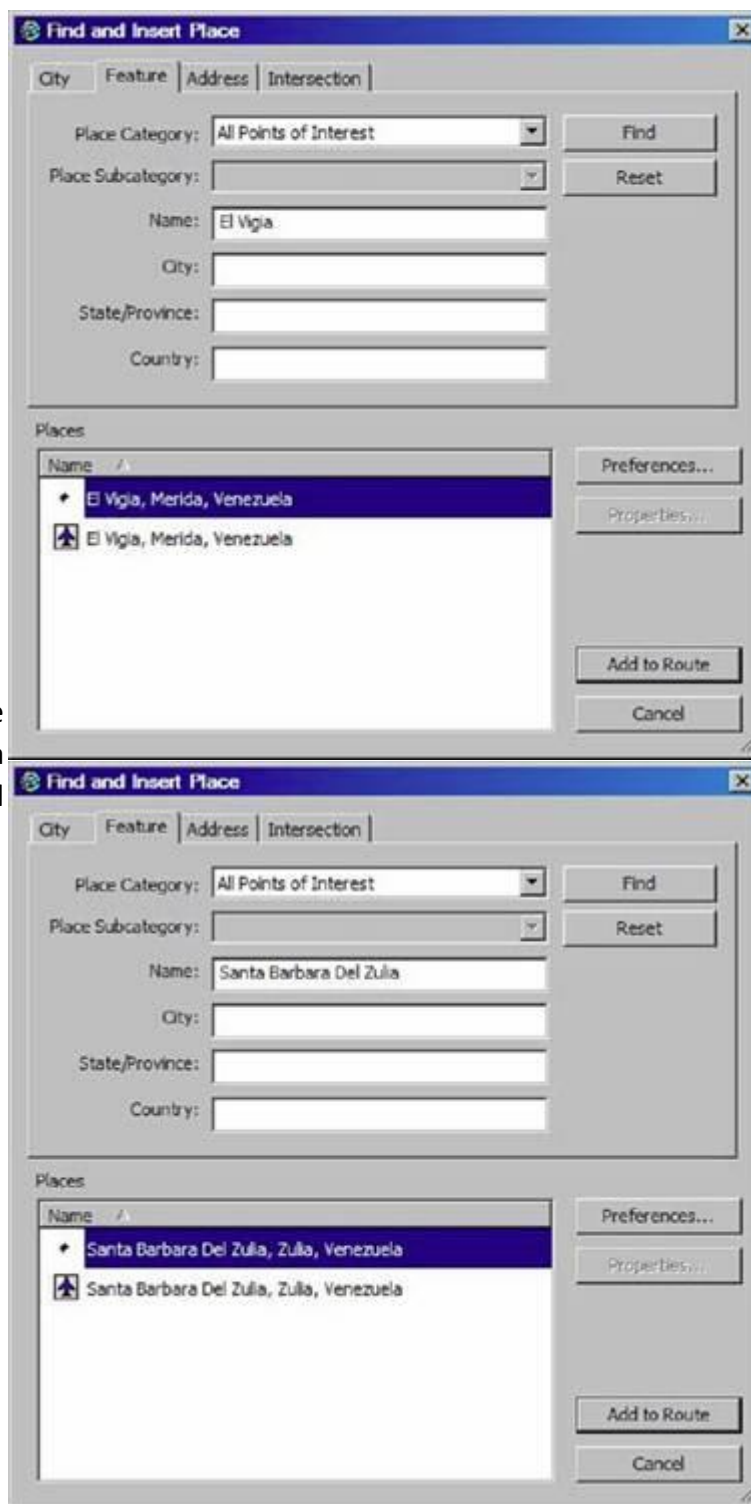 Find and Insert Place
City Feature Address Intersection
Place Category: All Points of Interest Find
Place Subcategory: Reset
Name: El Vigia
City:
State/Province:
Country:
Places
Name
El Vigia, Merida, Venezuela
El Vigia, Merida, Venezuela
Preferences...
Properties...
Add to Route
Cancel
Find and Insert Place
City Feature Address Intersection
Place Category: All Points of Interest Find
Place Subcategory: Reset
Name: Santa Barbara Del Zulia
City:
State/Province:
Country:
Places
Name
Santa Barbara Del Zulia, Zulia, Venezuela
Santa Barbara Del Zulia, Zulia, Venezuela
Preferences...
Properties...
Add to Route
Cancel